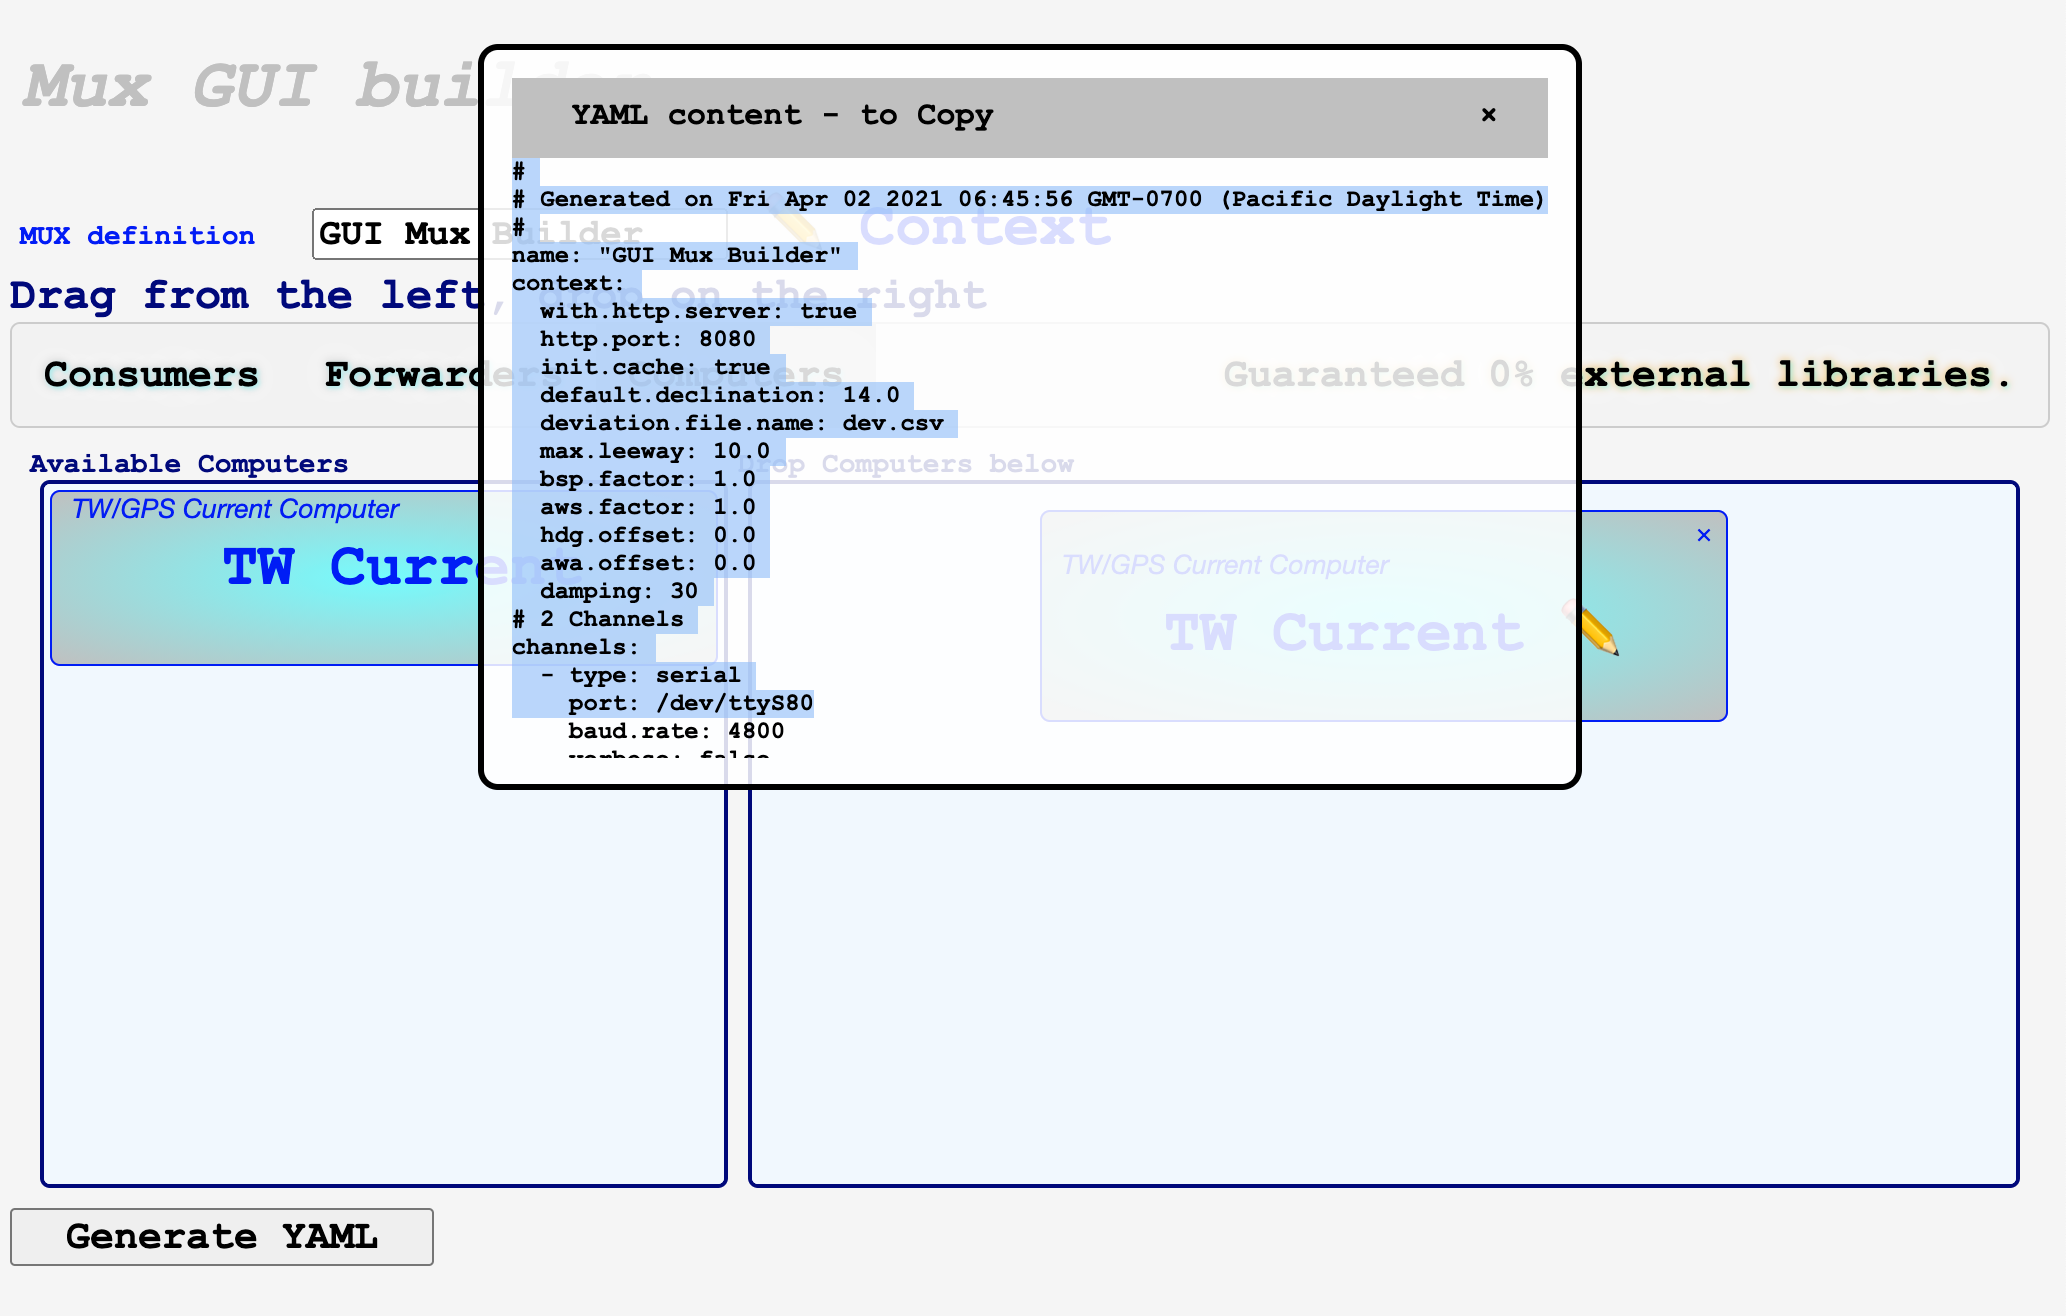 Mux GUI builder
YAML content - to Copy ×
#
# Generated on Fri Apr 02 2021 06:45:56 GMT-0700 (Pacific Daylight Time)
#
name: "GUI Mux Builder"
context:
  with.http.server: true
  http.port: 8080
  init.cache: true
  default.declination: 14.0
  deviation.file.name: dev.csv
  max.leeway: 10.0
  bsp.factor: 1.0
  aws.factor: 1.0
  hdg.offset: 0.0
  awa.offset: 0.0
  damping: 30
# 2 Channels
channels:
  - type: serial
    port: /dev/ttyS80
    baud.rate: 4800
    verbose: false
MUX definition GUI Mux Builder ✏️ Context
Drag from the left, drop on the right
Consumers Forwarders Computers Guaranteed 0% external libraries.
Available Computers Drop Computers below
TW/GPS Current Computer
TW Current
×
TW/GPS Current Computer
TW Current ✏️
Generate YAML